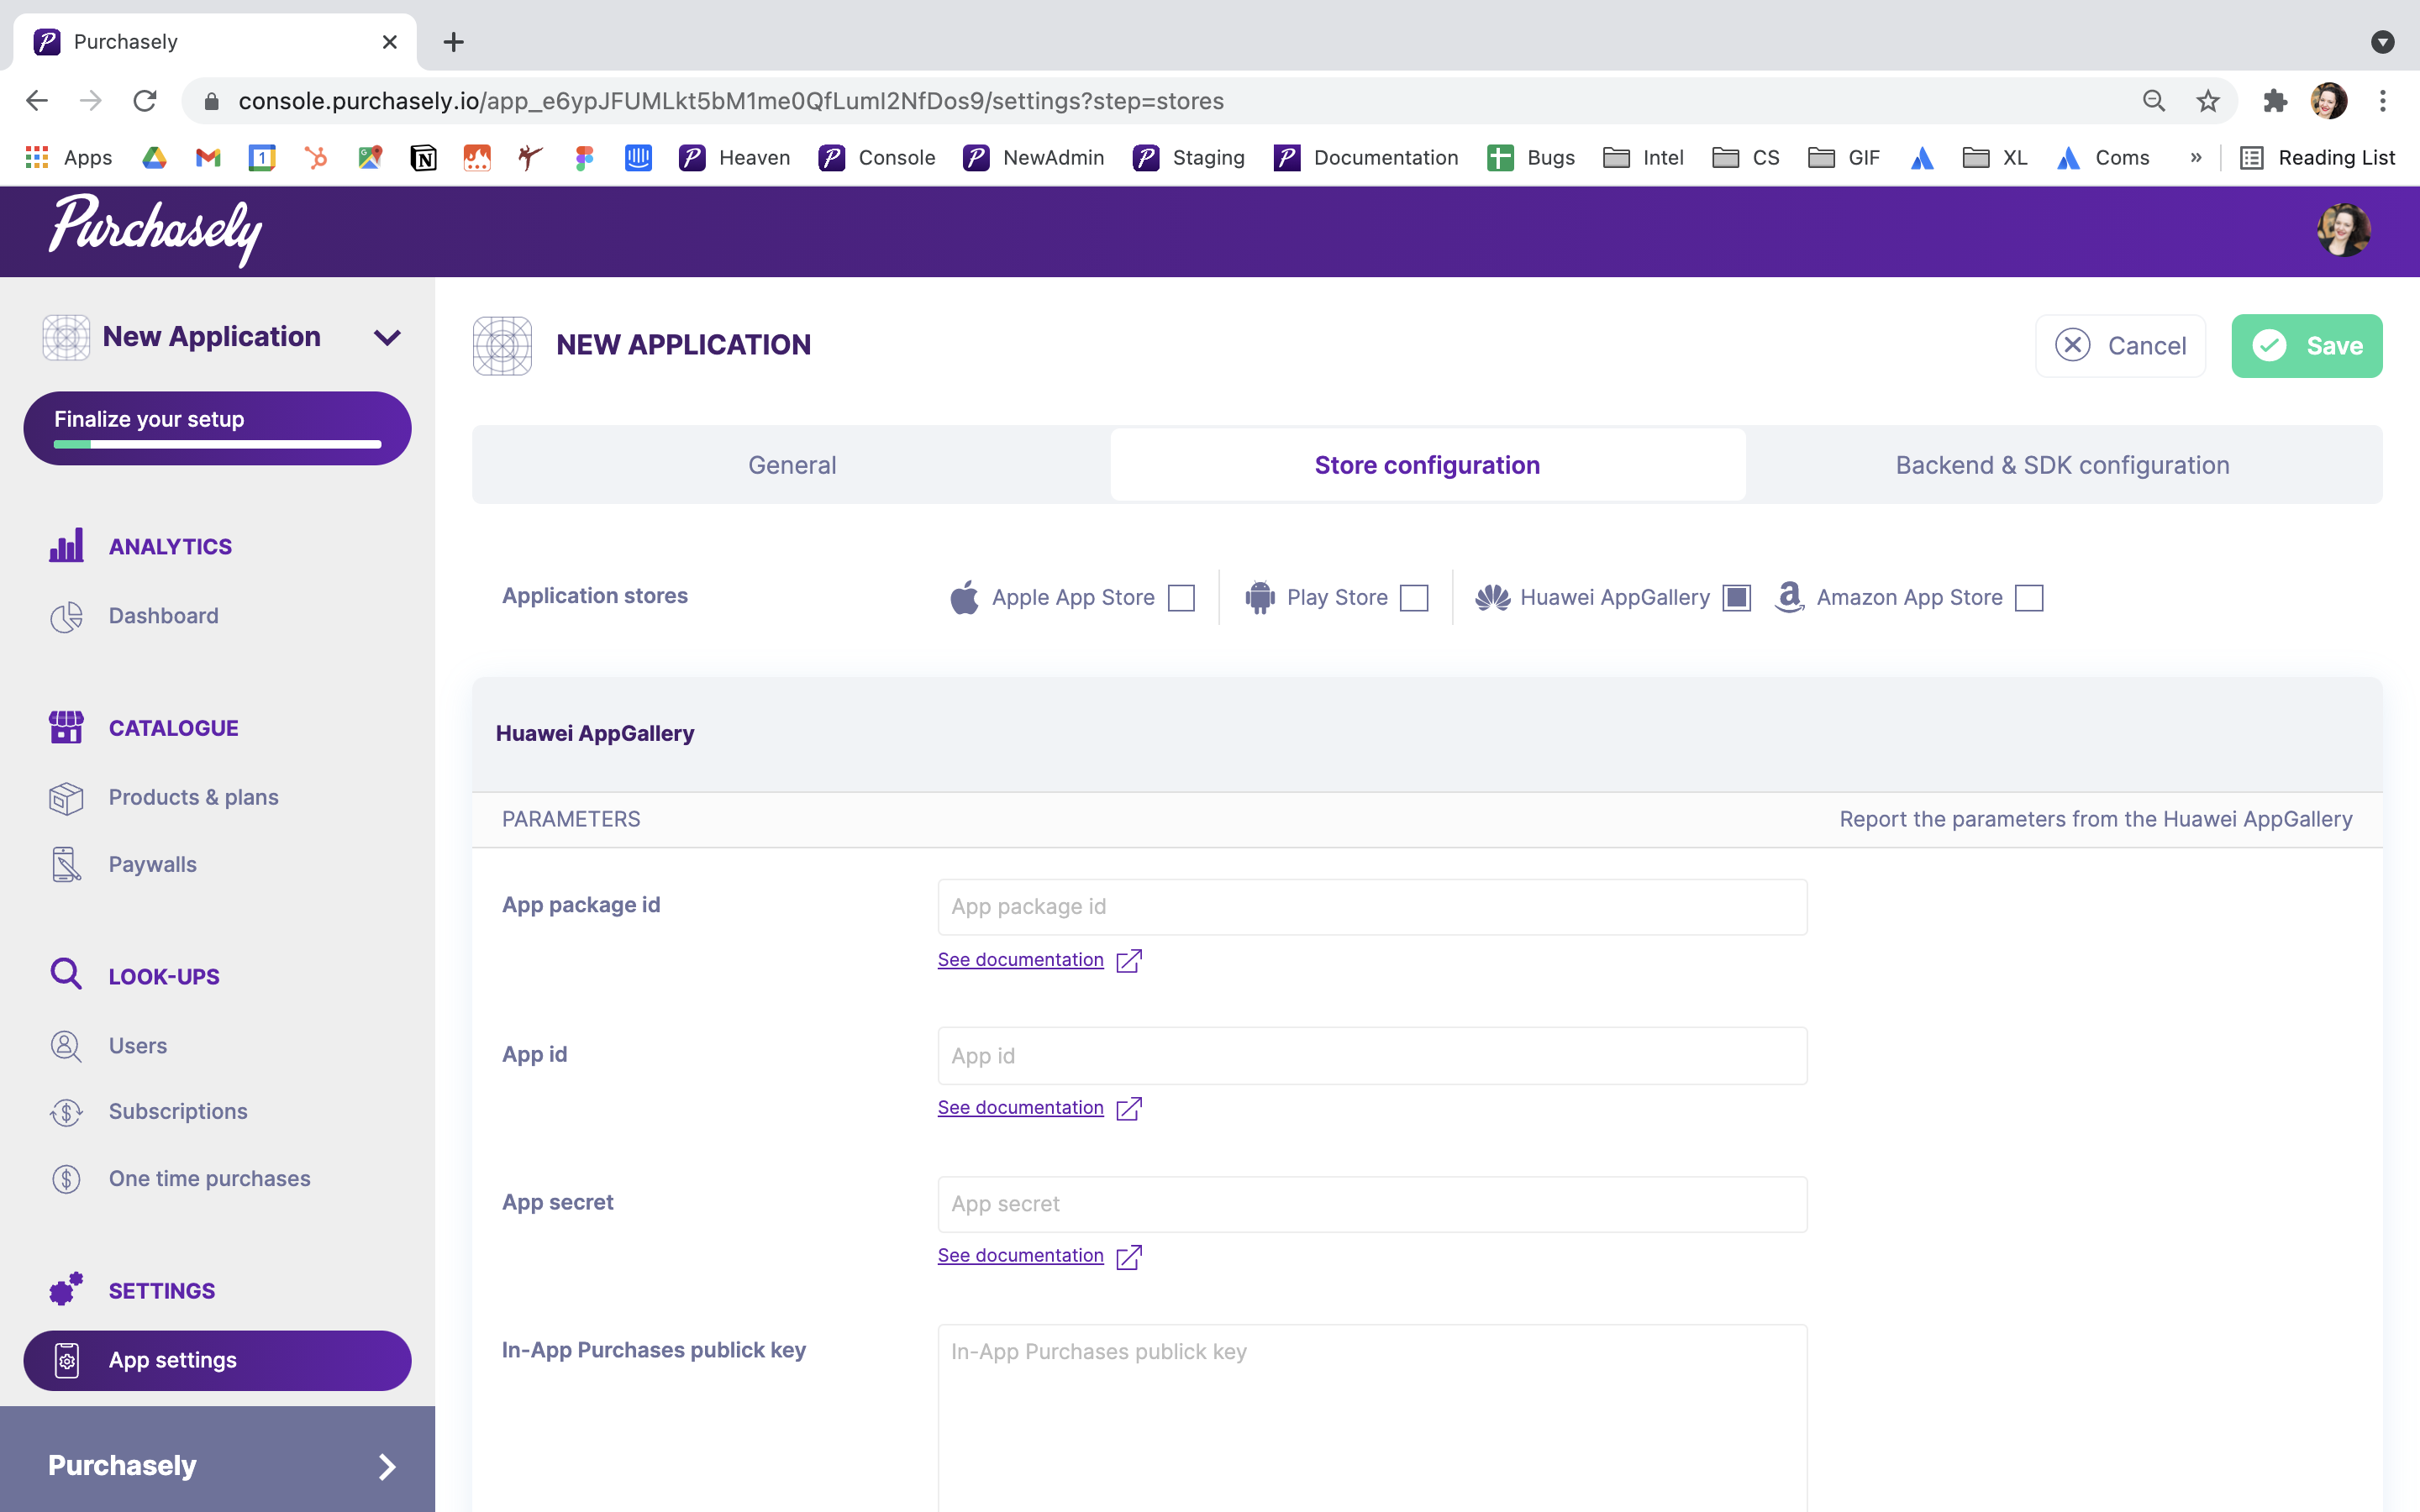 Purchasely
console.purchasely.io/app_e6ypJFUMLkt5bM1me0QfLumI2NfDos9/settings?step=stores
Apps 1 Heaven Console NewAdmin Staging Documentation Bugs Intel CS GIF XL Coms » Reading List
Purchasely
New Application
Finalize your setup
ANALYTICS
Dashboard
CATALOGUE
Products & plans
Paywalls
LOOK-UPS
Users
Subscriptions
One time purchases
SETTINGS
App settings
Purchasely
NEW APPLICATION
Cancel
Save
General
Store configuration
Backend & SDK configuration
Application stores
Apple App Store
Play Store
Huawei AppGallery
Amazon App Store
Huawei AppGallery
PARAMETERS
Report the parameters from the Huawei AppGallery
App package id
App package id
See documentation
App id
App id
See documentation
App secret
App secret
See documentation
In-App Purchases publick key
In-App Purchases publick key